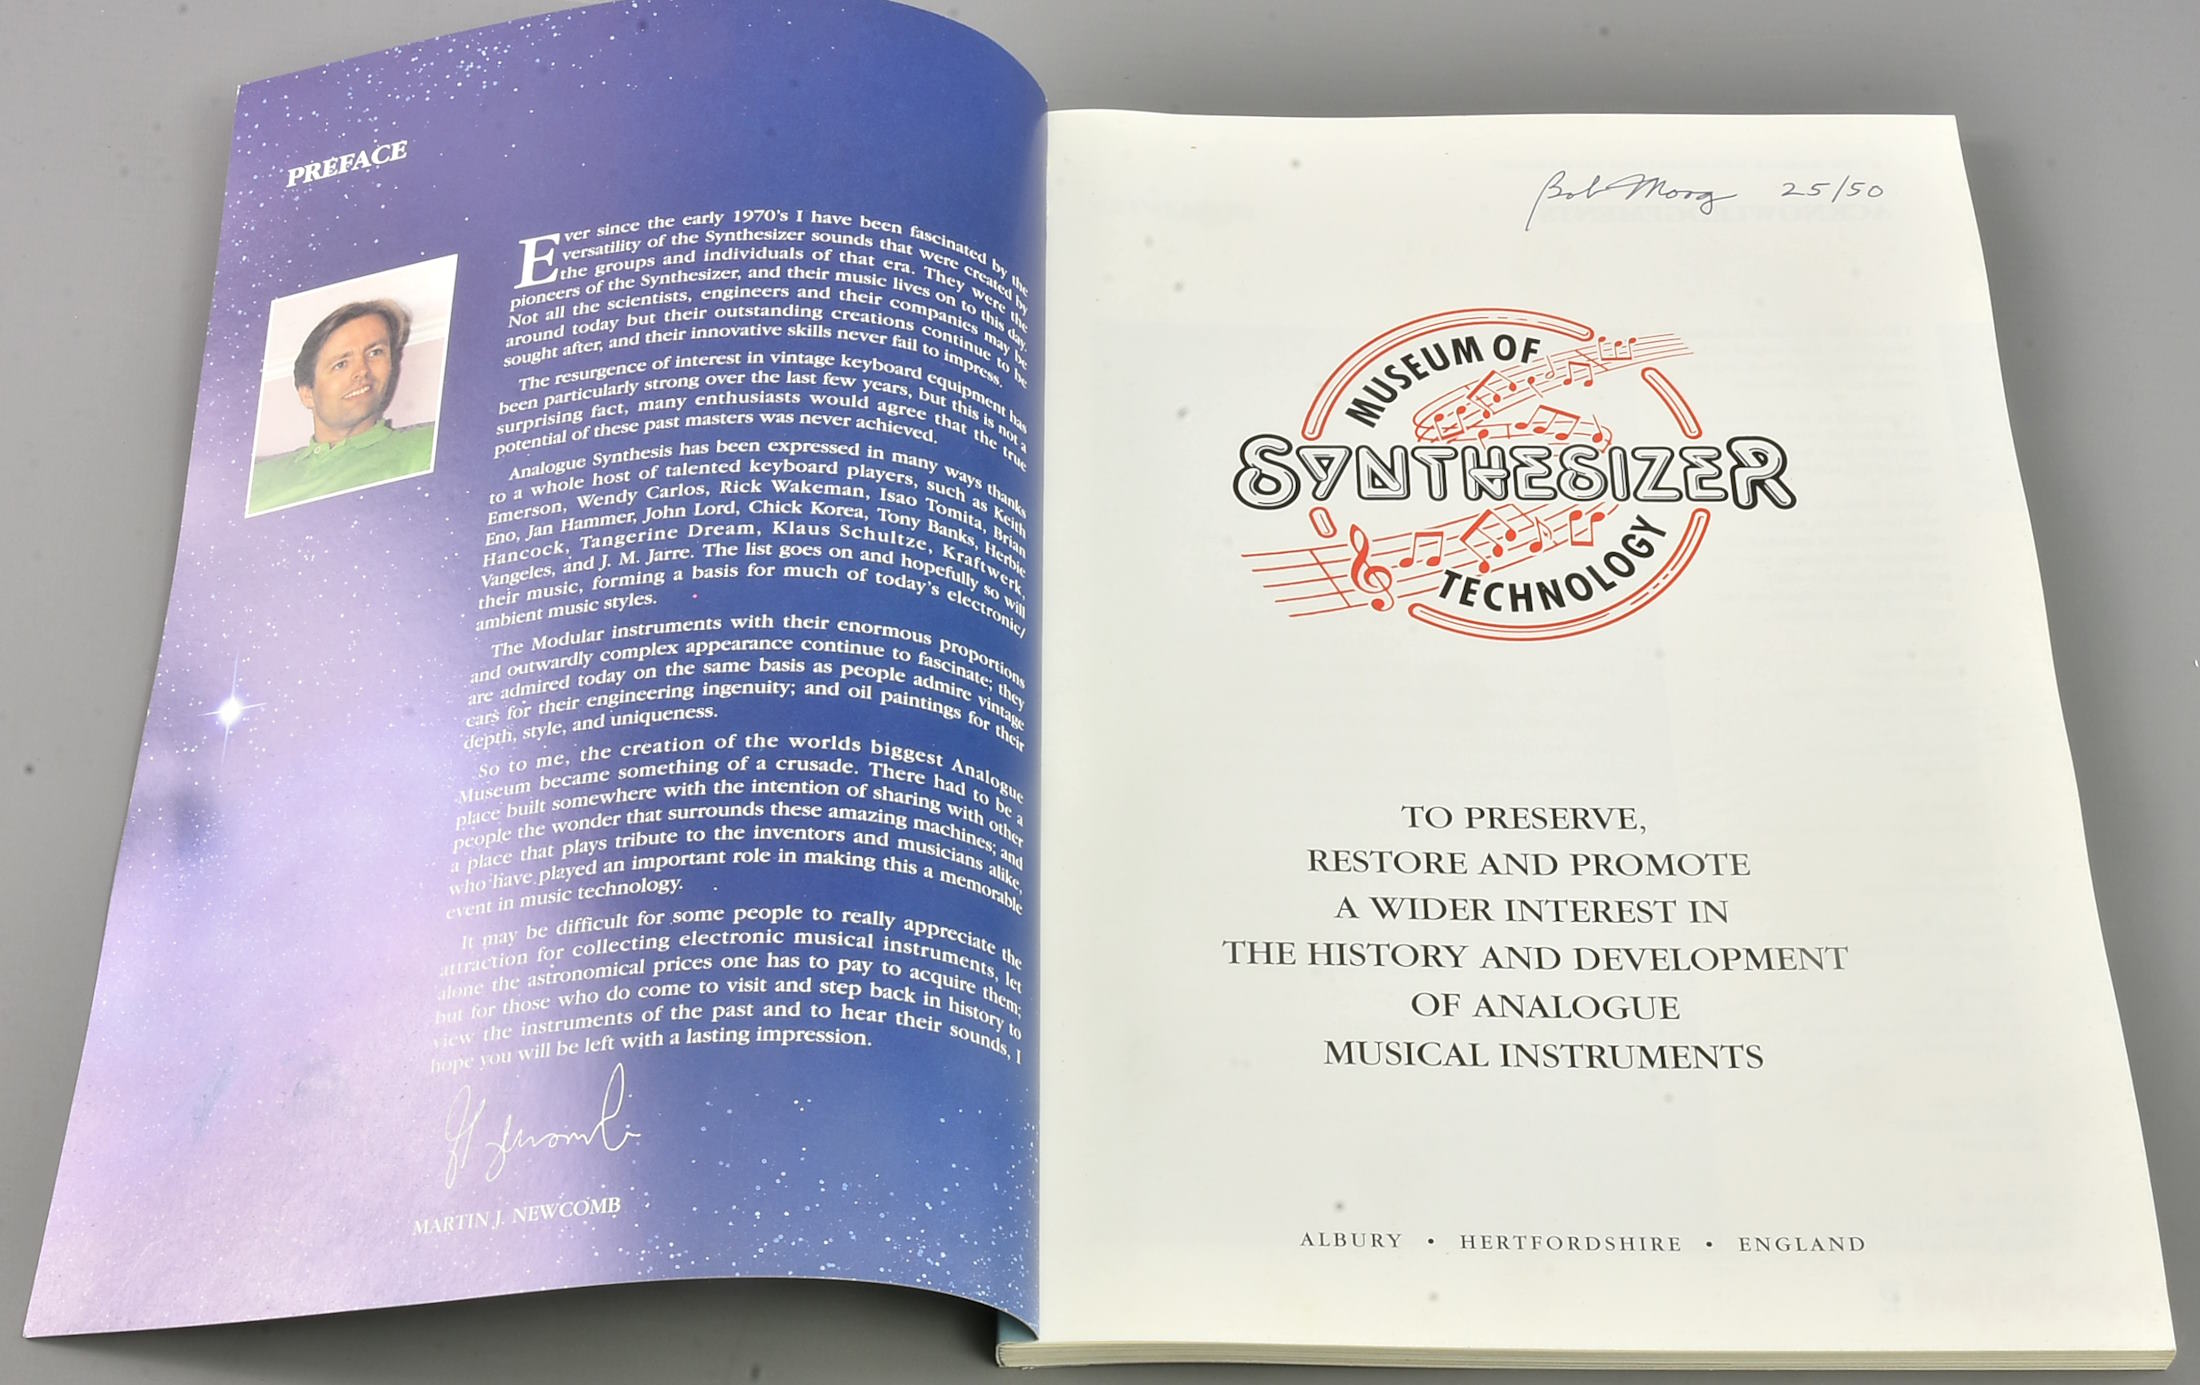 PREFACE
Ever since the early 1970's I have been fascinated by the
versatility of the Synthesizer sounds that were created by
the groups and individuals of that era. They were the
pioneers of the Synthesizer, and their music lives on to this day.
Not all the scientists, engineers and their companies may be
around today but their outstanding creations continue to be
sought after, and their innovative skills never fail to impress.
The resurgence of interest in vintage keyboard equipment has
been particularly strong over the last few years, but this is not a
surprising fact, many enthusiasts would agree that the true
potential of these past masters was never achieved.
Analogue Synthesis has been expressed in many ways thanks
to a whole host of talented keyboard players, such as Keith
Emerson, Wendy Carlos, Rick Wakeman, Isao Tomita, Brian
Eno, Jan Hammer, John Lord, Chick Korea, Tony Banks, Herbie
Hancock, Tangerine Dream, Klaus Schultze, Kraftwerk,
Vangeles, and J. M. Jarre. The list goes on and hopefully so will
their music, forming a basis for much of today's electronic/
ambient music styles.
The Modular instruments with their enormous proportions
and outwardly complex appearance continue to fascinate; they
are admired today on the same basis as people admire vintage
cars for their engineering ingenuity; and oil paintings for their
depth, style, and uniqueness.
So to me, the creation of the worlds biggest Analogue
Museum became something of a crusade. There had to be a
place built somewhere with the intention of sharing with other
people the wonder that surrounds these amazing machines; and
a place that plays tribute to the inventors and musicians alike,
who have played an important role in making this a memorable
event in music technology.
It may be difficult for some people to really appreciate the
attraction for collecting electronic musical instruments, let
alone the astronomical prices one has to pay to acquire them;
but for those who do come to visit and step back in history to
view the instruments of the past and to hear their sounds, I
hope you will be left with a lasting impression.
MARTIN J. NEWCOMB
Bob Moog 25/50
MUSEUM OF
SYNTHESIZER
TECHNOLOGY
TO PRESERVE,
RESTORE AND PROMOTE
A WIDER INTEREST IN
THE HISTORY AND DEVELOPMENT
OF ANALOGUE
MUSICAL INSTRUMENTS
ALBURY • HERTFORDSHIRE • ENGLAND